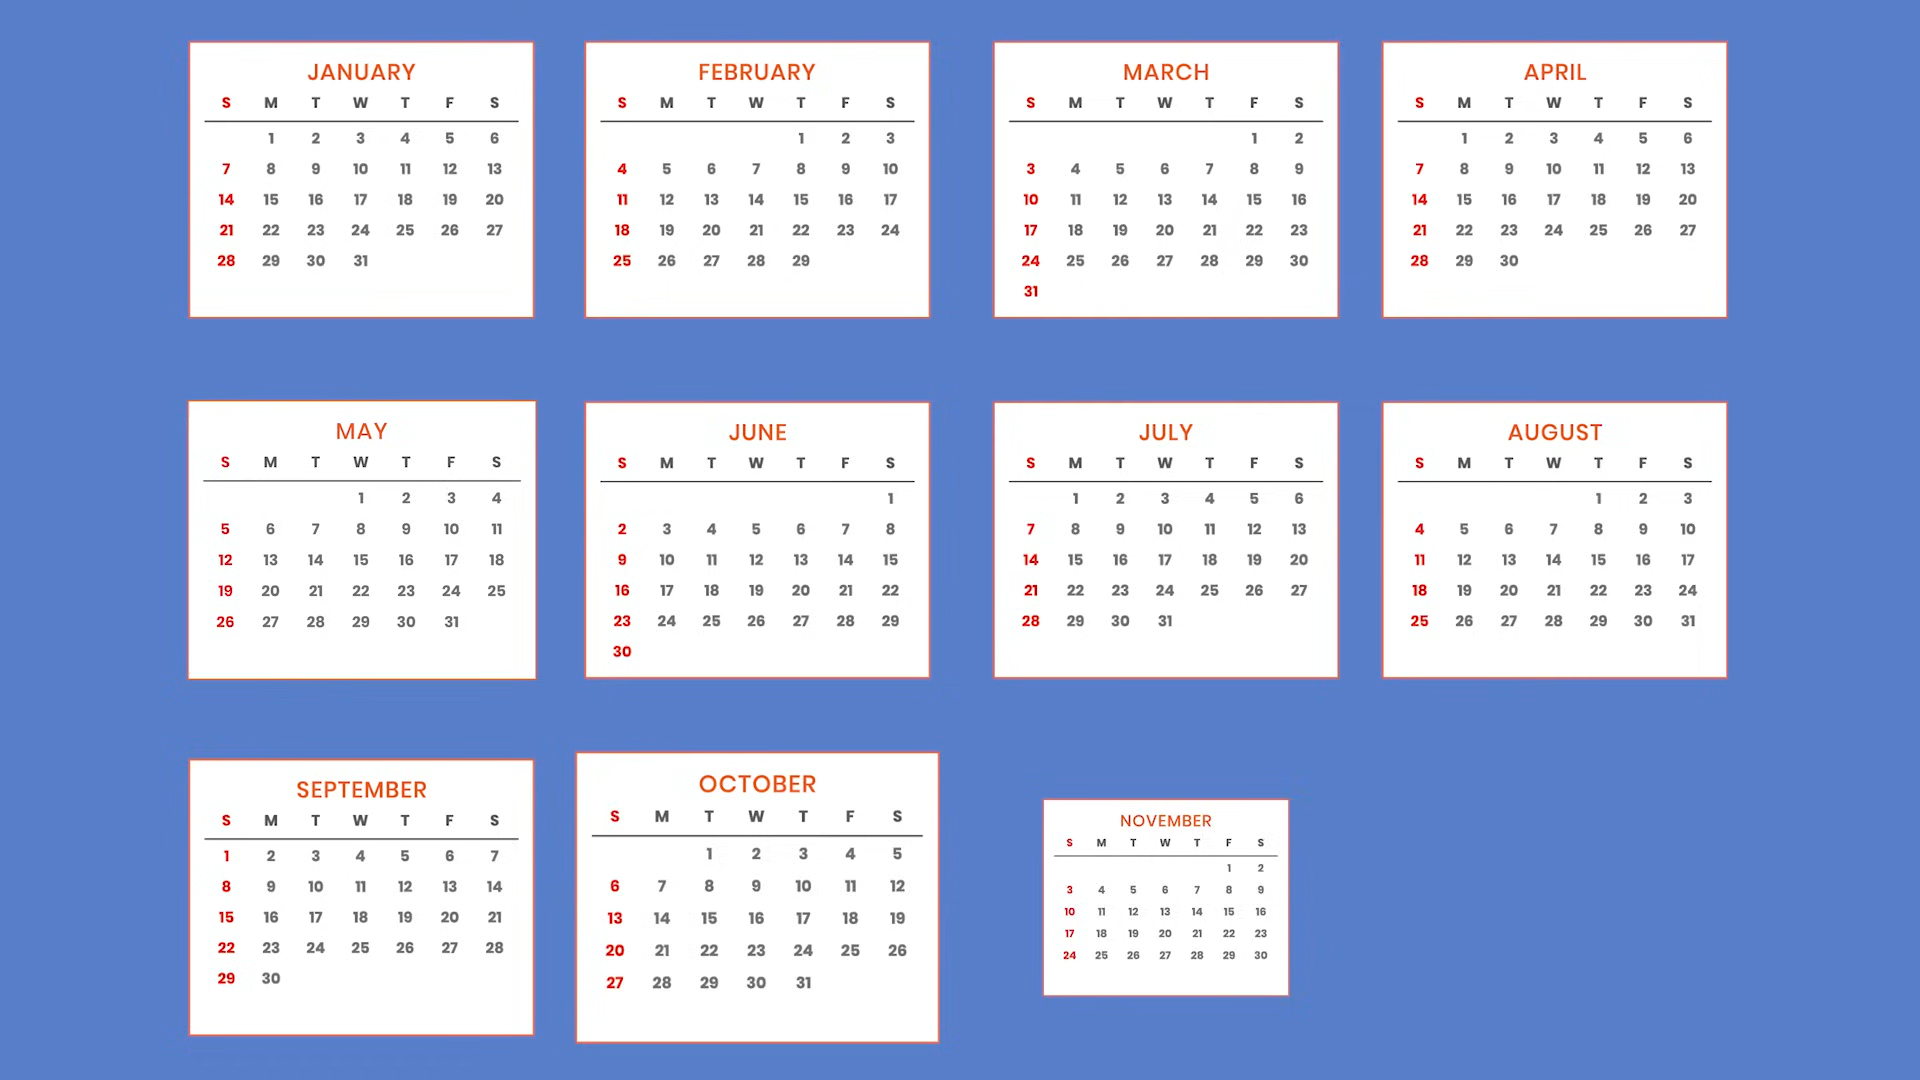 JANUARY
S M T W T F S
1 2 3 4 5 6
7 8 9 10 11 12 13
14 15 16 17 18 19 20
21 22 23 24 25 26 27
28 29 30 31
FEBRUARY
S M T W T F S
1 2 3
4 5 6 7 8 9 10
11 12 13 14 15 16 17
18 19 20 21 22 23 24
25 26 27 28 29
MARCH
S M T W T F S
1 2
3 4 5 6 7 8 9
10 11 12 13 14 15 16
17 18 19 20 21 22 23
24 25 26 27 28 29 30
31
APRIL
S M T W T F S
1 2 3 4 5 6
7 8 9 10 11 12 13
14 15 16 17 18 19 20
21 22 23 24 25 26 27
28 29 30
MAY
S M T W T F S
1 2 3 4
5 6 7 8 9 10 11
12 13 14 15 16 17 18
19 20 21 22 23 24 25
26 27 28 29 30 31
JUNE
S M T W T F S
1
2 3 4 5 6 7 8
9 10 11 12 13 14 15
16 17 18 19 20 21 22
23 24 25 26 27 28 29
30
JULY
S M T W T F S
1 2 3 4 5 6
7 8 9 10 11 12 13
14 15 16 17 18 19 20
21 22 23 24 25 26 27
28 29 30 31
AUGUST
S M T W T F S
1 2 3
4 5 6 7 8 9 10
11 12 13 14 15 16 17
18 19 20 21 22 23 24
25 26 27 28 29 30 31
SEPTEMBER
S M T W T F S
1 2 3 4 5 6 7
8 9 10 11 12 13 14
15 16 17 18 19 20 21
22 23 24 25 26 27 28
29 30
OCTOBER
S M T W T F S
1 2 3 4 5
6 7 8 9 10 11 12
13 14 15 16 17 18 19
20 21 22 23 24 25 26
27 28 29 30 31
NOVEMBER
S M T W T F S
1 2
3 4 5 6 7 8 9
10 11 12 13 14 15 16
17 18 19 20 21 22 23
24 25 26 27 28 29 30